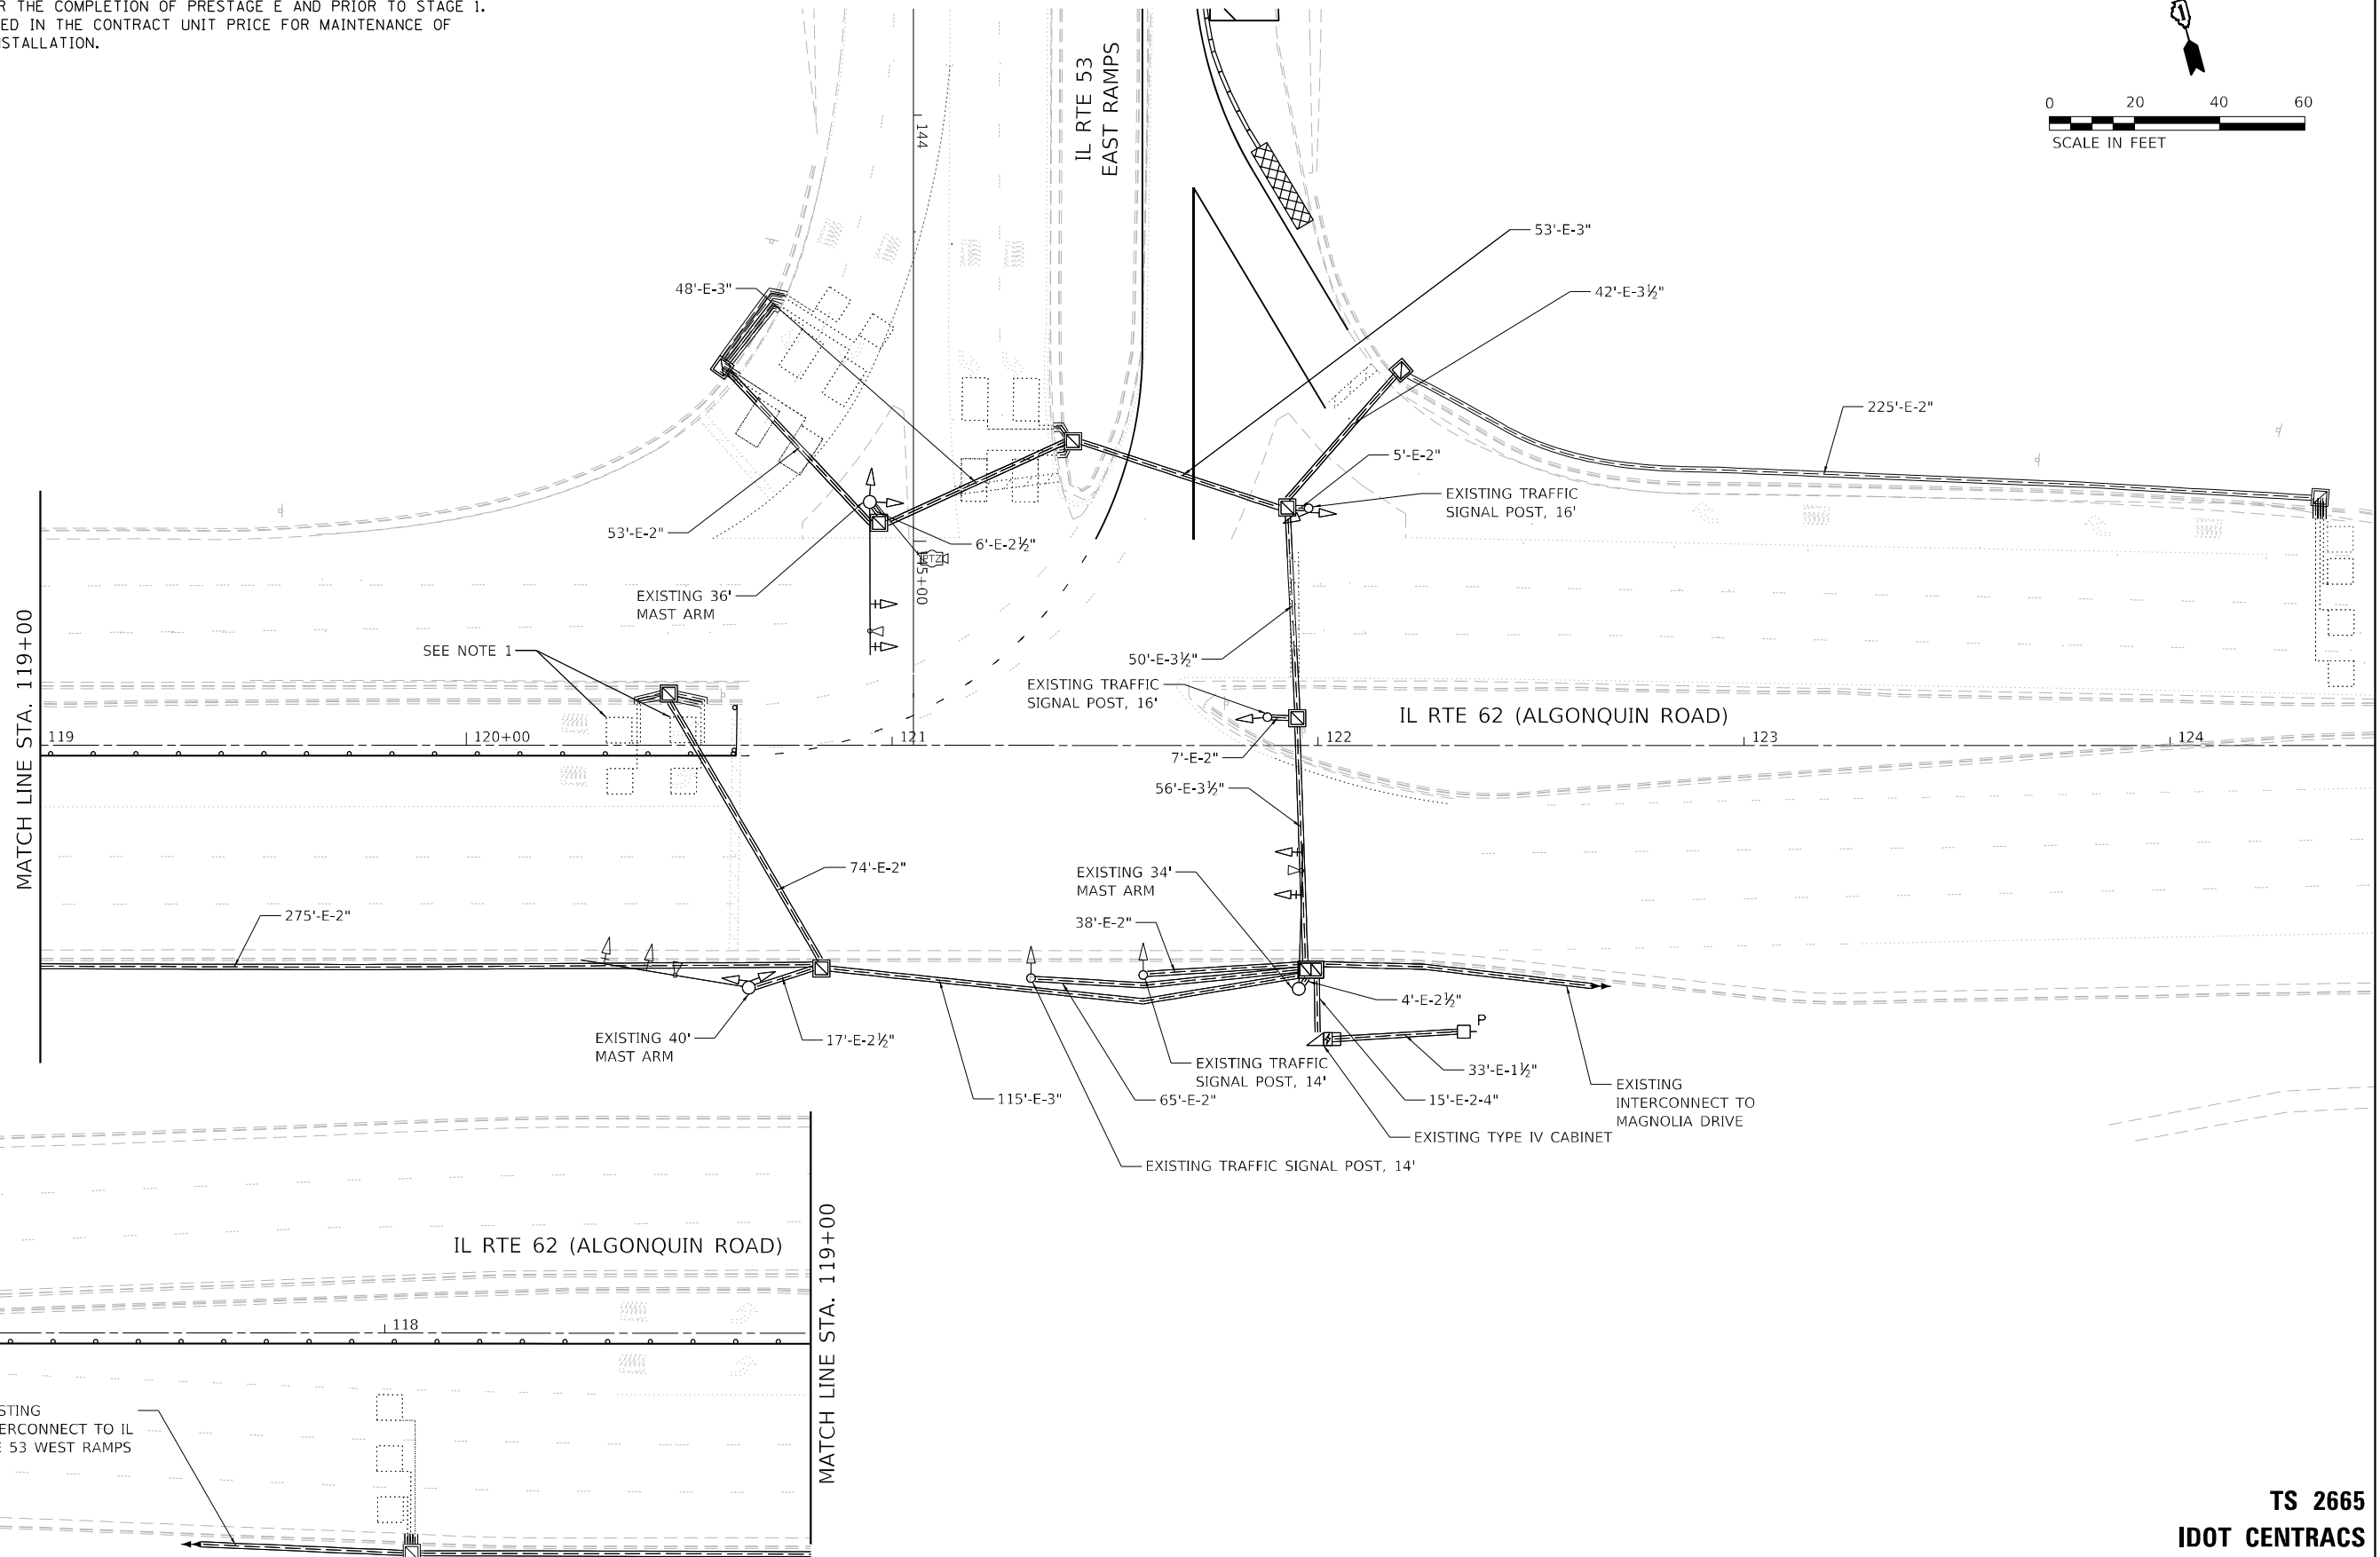 R THE COMPLETION OF PRESTAGE E AND PRIOR TO STAGE 1.
ED IN THE CONTRACT UNIT PRICE FOR MAINTENANCE OF
STALLATION.
0 20 40 60
SCALE IN FEET
IL RTE 53
EAST RAMPS
144
53'-E-3"
48'-E-3"
42'-E-3½"
225'-E-2"
5'-E-2"
EXISTING TRAFFIC
SIGNAL POST, 16'
53'-E-2"
6'-E-2½"
PTZ
5+00
EXISTING 36'
MAST ARM
MATCH LINE STA. 119+00
SEE NOTE 1
50'-E-3½"
EXISTING TRAFFIC
SIGNAL POST, 16'
IL RTE 62 (ALGONQUIN ROAD)
119 120+00 121 122 123 124
7'-E-2"
56'-E-3½"
74'-E-2"
EXISTING 34'
MAST ARM
275'-E-2"
38'-E-2"
4'-E-2½"
P
EXISTING 40'
MAST ARM
17'-E-2½"
EXISTING TRAFFIC
SIGNAL POST, 14'
33'-E-1½"
115'-E-3"
65'-E-2"
15'-E-2-4"
EXISTING
INTERCONNECT TO
MAGNOLIA DRIVE
EXISTING TYPE IV CABINET
EXISTING TRAFFIC SIGNAL POST, 14'
IL RTE 62 (ALGONQUIN ROAD)
MATCH LINE STA. 119+00
118
STING
ERCONNECT TO IL
E 53 WEST RAMPS
TS 2665
IDOT CENTRACS